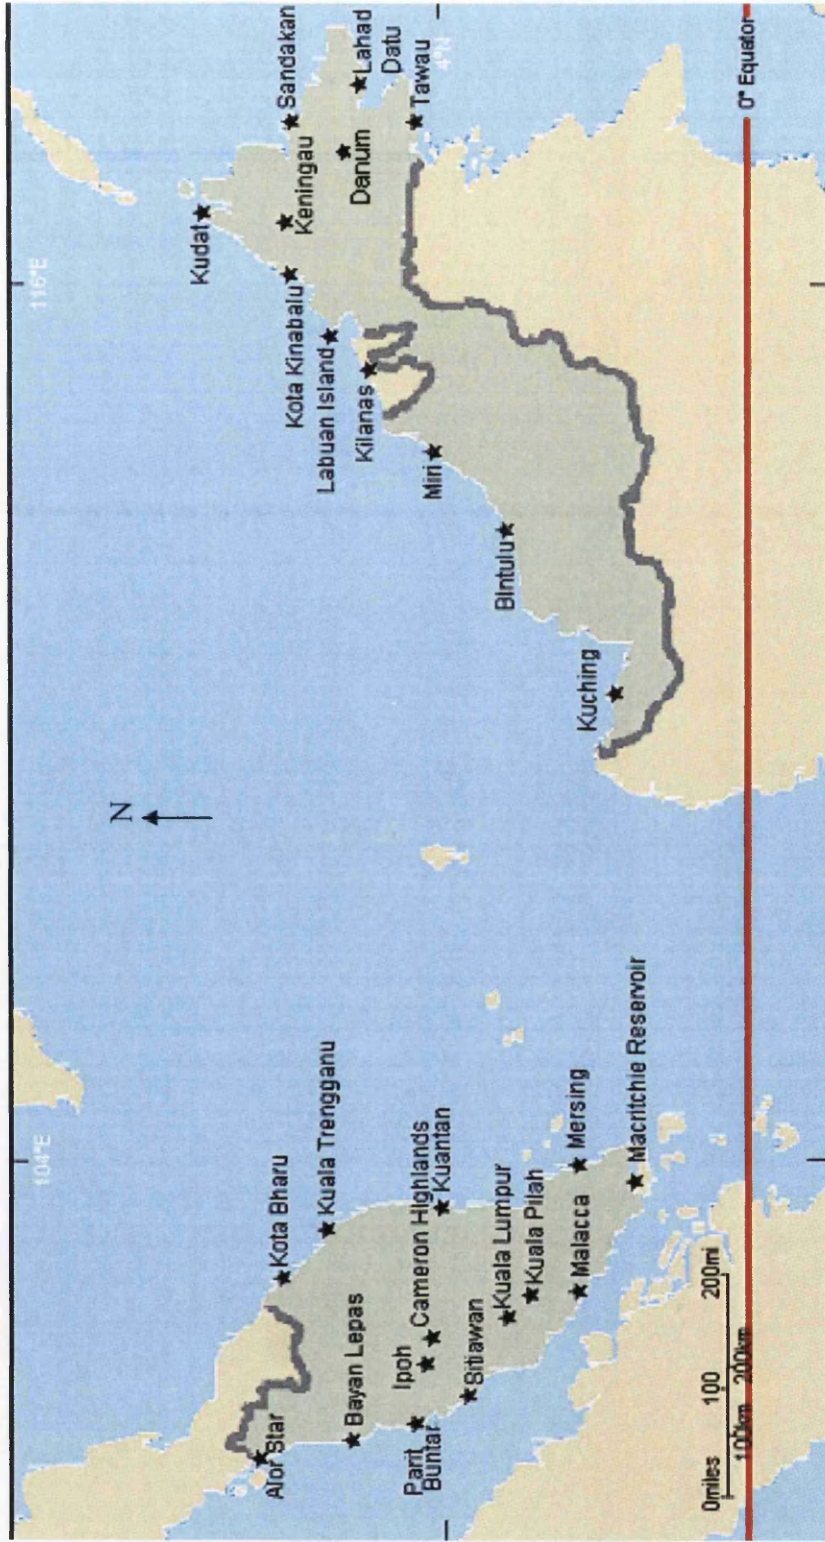 116°E
104°E
N
Kudat
Sandakan
Keningau
Kota Kinabalu
Lahad
Datu
Danum
Labuan Island
4°N
Tawau
Kilanas
Miri
Bintulu
Kuching
Kota Bharu
Alor Star
Kuala Trengganu
Bayan Lepas
Ipoh
Cameron Highlands
Parit
Buntar
Kuantan
Sitiawan
Kuala Lumpur
Kuala Pilah
Malacca
Mersing
Macritchie Reservoir
0miles 100 200mi
100km 200km
0° Equator